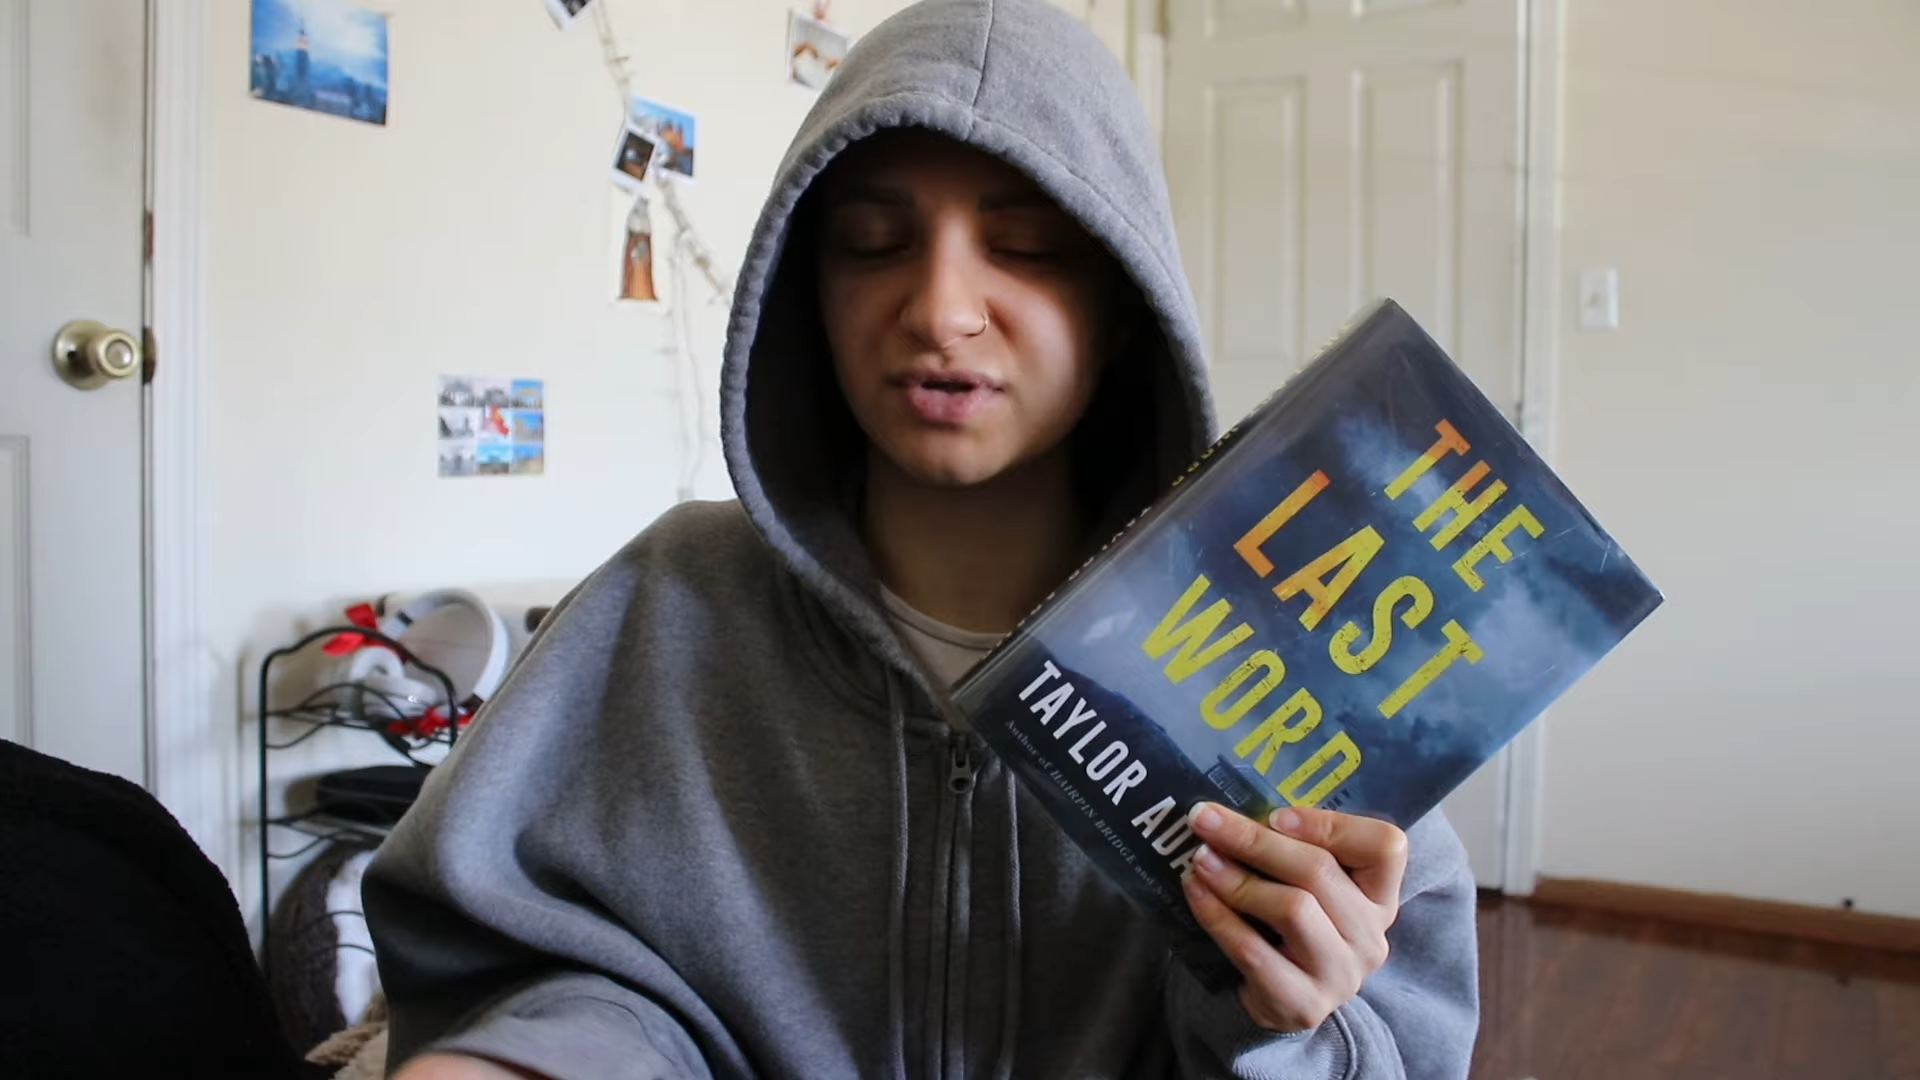 THE
LAST
WORD
TAYLOR ADA
Author of HAIRPIN BRIDGE and